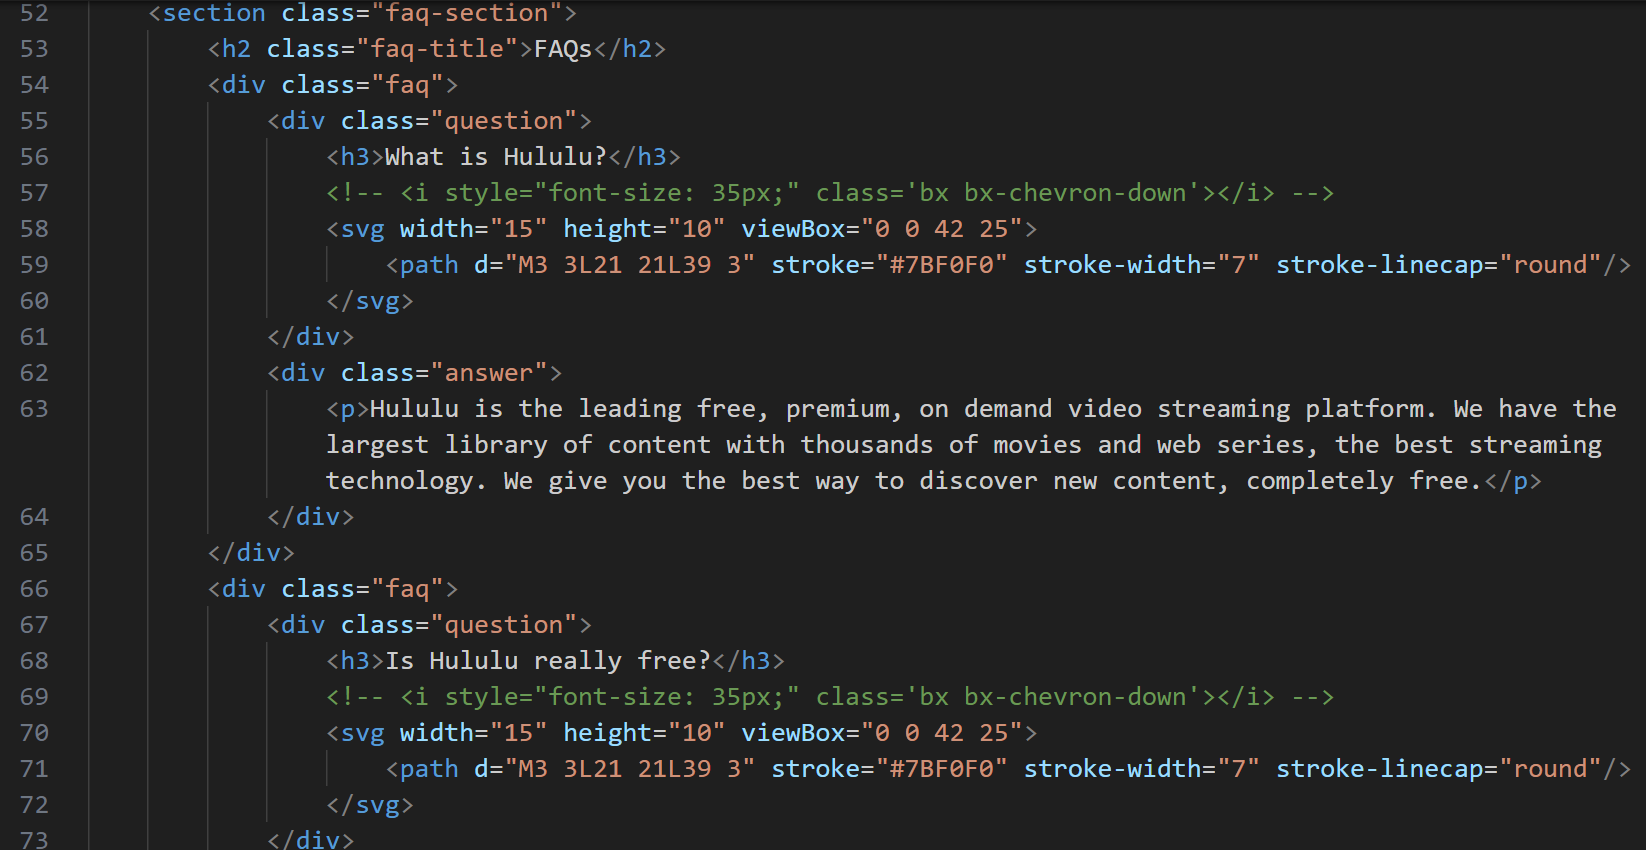 52 <section class="faq-section">
53 <h2 class="faq-title">FAQs</h2>
54 <div class="faq">
55 <div class="question">
56 <h3>What is Hululu?</h3>
57 <!-- <i style="font-size: 35px;" class='bx bx-chevron-down'></i> -->
58 <svg width="15" height="10" viewBox="0 0 42 25">
59 <path d="M3 3L21 21L39 3" stroke="#7BF0F0" stroke-width="7" stroke-linecap="round"/>
60 </svg>
61 </div>
62 <div class="answer">
63 <p>Hululu is the leading free, premium, on demand video streaming platform. We have the
largest library of content with thousands of movies and web series, the best streaming
technology. We give you the best way to discover new content, completely free.</p>
64 </div>
65 </div>
66 <div class="faq">
67 <div class="question">
68 <h3>Is Hululu really free?</h3>
69 <!-- <i style="font-size: 35px;" class='bx bx-chevron-down'></i> -->
70 <svg width="15" height="10" viewBox="0 0 42 25">
71 <path d="M3 3L21 21L39 3" stroke="#7BF0F0" stroke-width="7" stroke-linecap="round"/>
72 </svg>
73 </div>